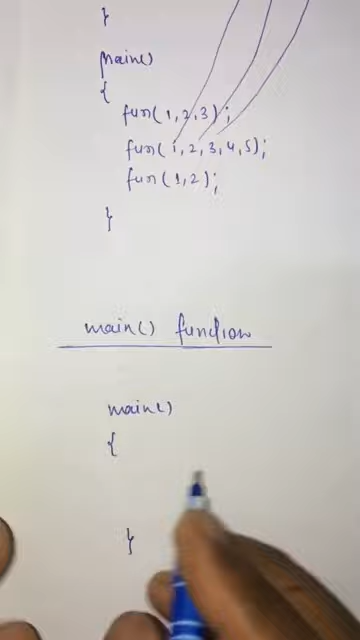 }
main()
{
fun(1,2,3);
fun(1,2,3,4,5);
fun(1,2);
}
main() function
main()
{
}